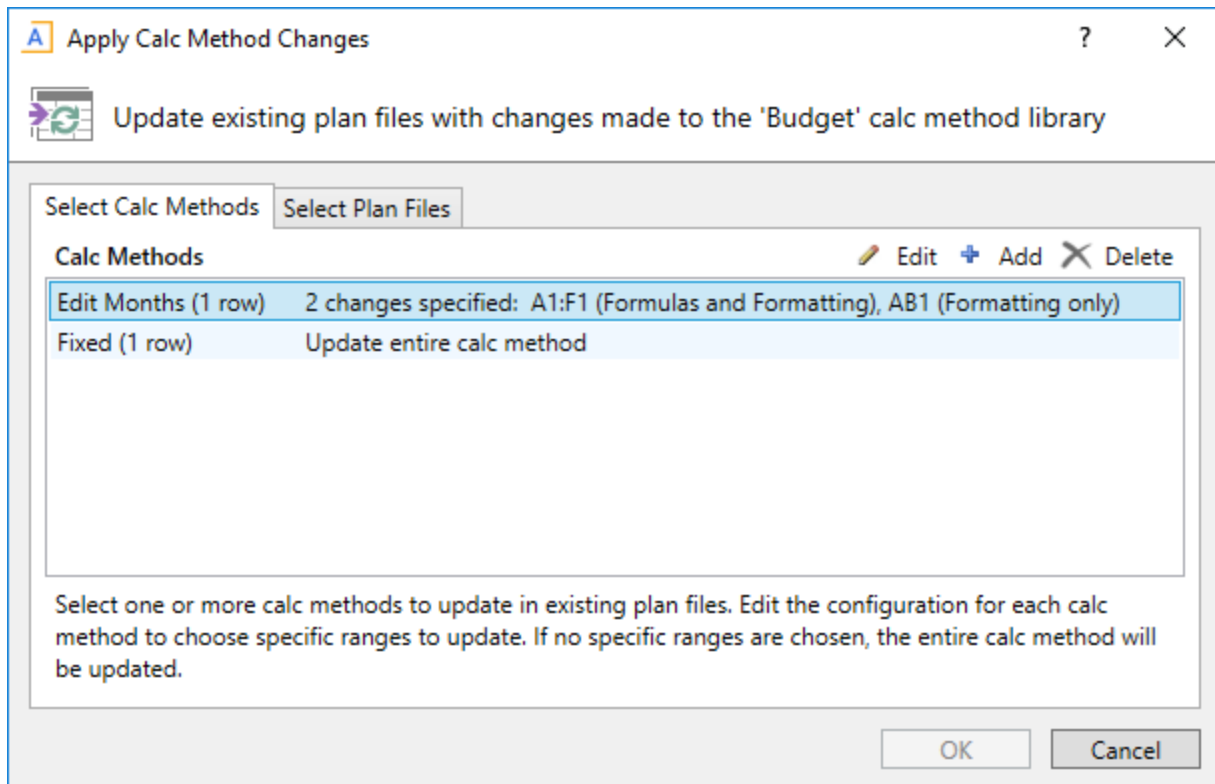 A Apply Calc Method Changes ?
Update existing plan files with changes made to the 'Budget' calc method library
Select Calc Methods Select Plan Files
Calc Methods Edit Add Delete
Edit Months (1 row) 2 changes specified: A1:F1 (Formulas and Formatting), AB1 (Formatting only)
Fixed (1 row) Update entire calc method
Select one or more calc methods to update in existing plan files. Edit the configuration for each calc
method to choose specific ranges to update. If no specific ranges are chosen, the entire calc method will
be updated.
OK Cancel